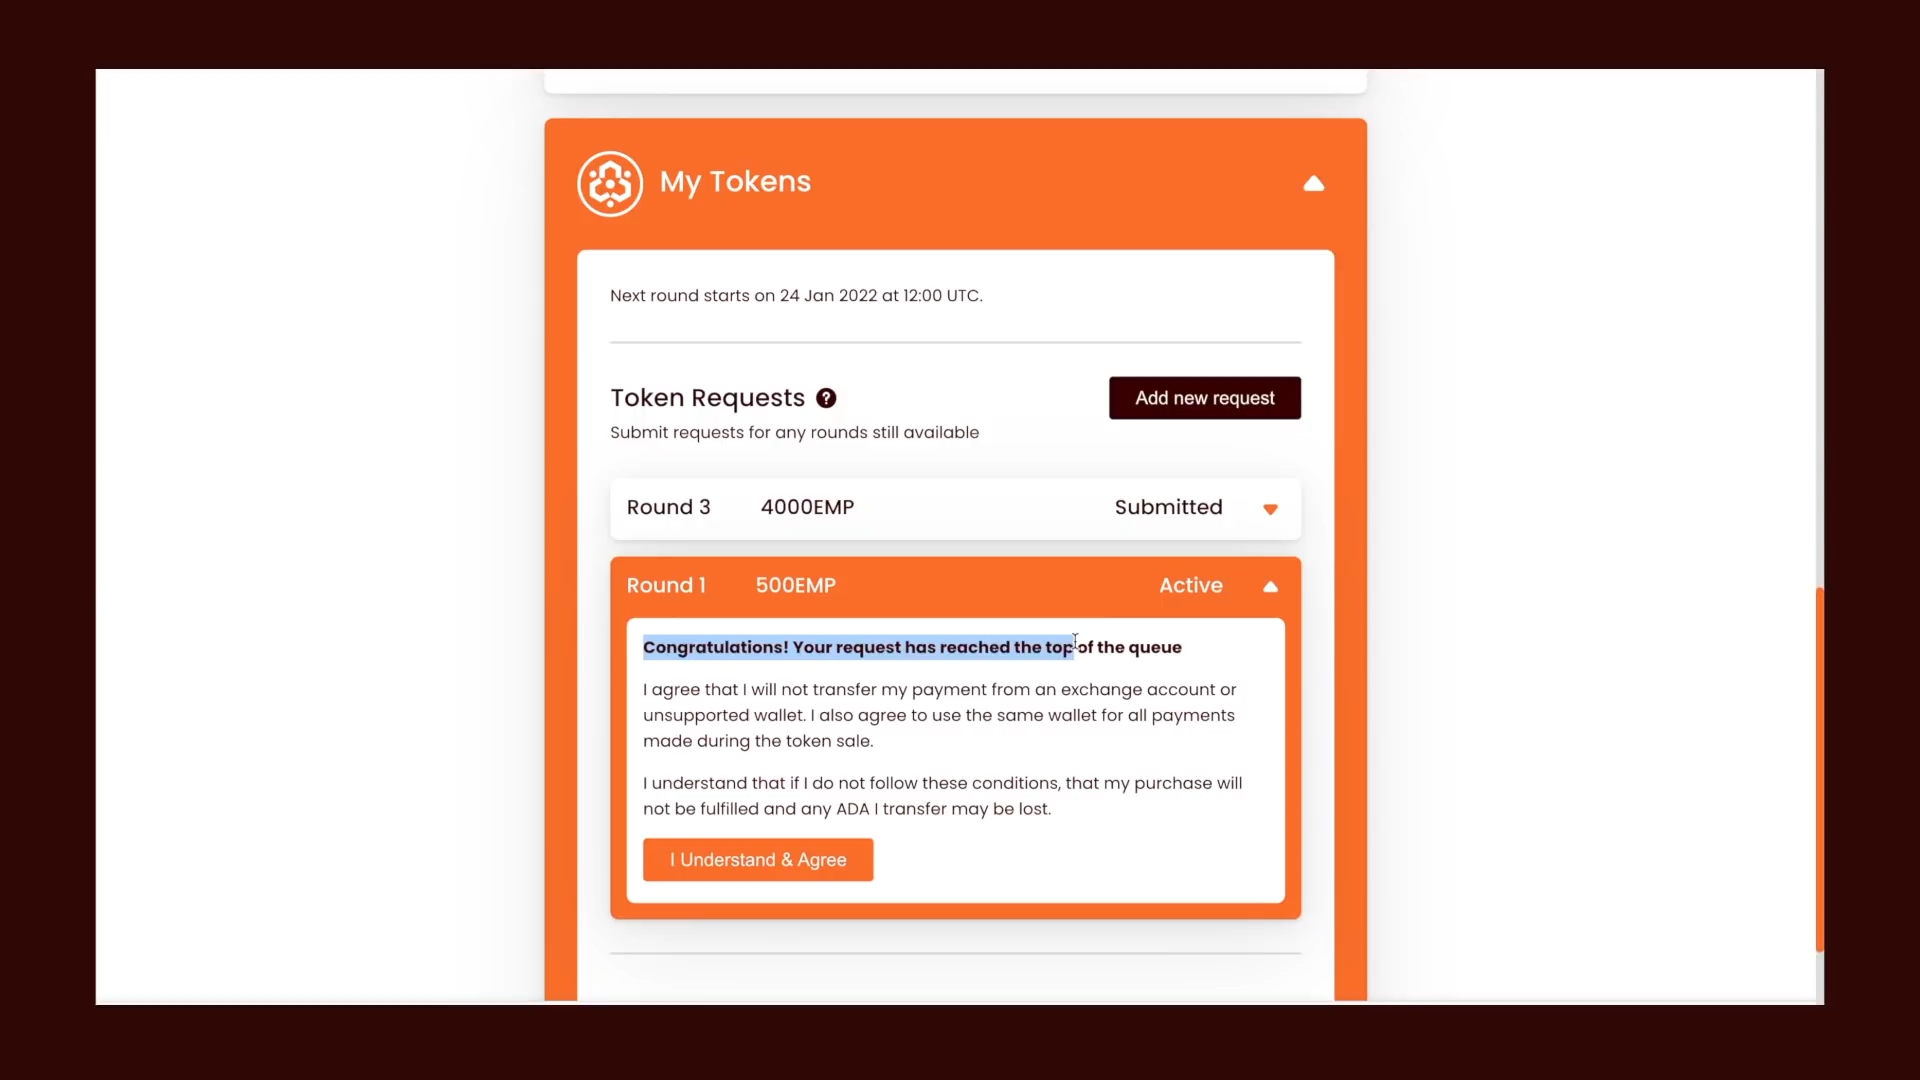 My Tokens
Next round starts on 24 Jan 2022 at 12:00 UTC.
Token Requests ?
Add new request
Submit requests for any rounds still available
Round 3 4000EMP Submitted
Round 1 500EMP Active
Congratulations! Your request has reached the top of the queue
I agree that I will not transfer my payment from an exchange account or
unsupported wallet. I also agree to use the same wallet for all payments
made during the token sale.
I understand that if I do not follow these conditions, that my purchase will
not be fulfilled and any ADA I transfer may be lost.
I Understand & Agree